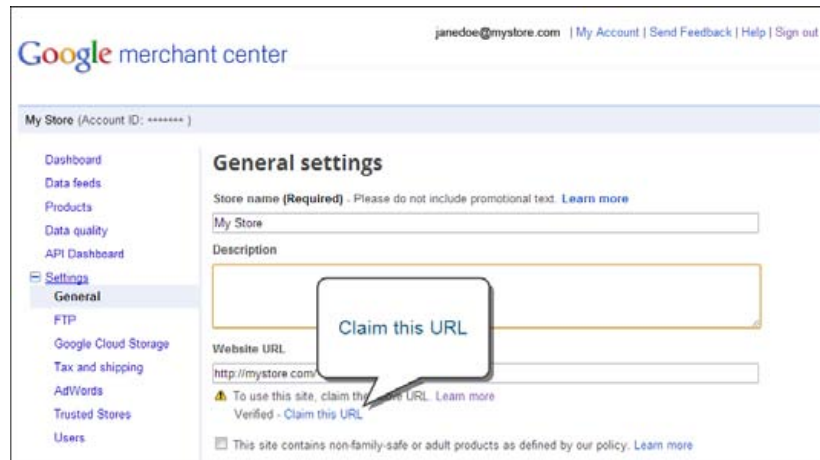 janedoe@mystore.com | My Account | Send Feedback | Help | Sign out
Google merchant center
My Store (Account ID: ******* )
Dashboard
Data feeds
Products
Data quality
API Dashboard
Settings
General
FTP
Google Cloud Storage
Tax and shipping
AdWords
Trusted Stores
Users
General settings
Store name (Required) - Please do not include promotional text. Learn more
My Store
Description
Claim this URL
Website URL
http://mystore.com/
To use this site, claim the URL. Learn more
Verified - Claim this URL
This site contains non-family-safe or adult products as defined by our policy. Learn more